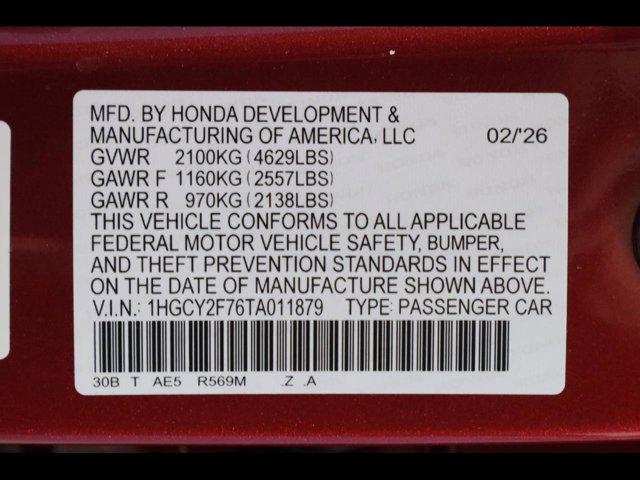 MFD. BY HONDA DEVELOPMENT &
MANUFACTURING OF AMERICA, LLC 02/'26
GVWR 2100KG (4629LBS)
GAWR F 1160KG (2557LBS)
GAWR R 970KG (2138LBS)
THIS VEHICLE CONFORMS TO ALL APPLICABLE
FEDERAL MOTOR VEHICLE SAFETY, BUMPER,
AND THEFT PREVENTION STANDARDS IN EFFECT
ON THE DATE OF MANUFACTURE SHOWN ABOVE.
V.I.N.: 1HGCY2F76TA011879 TYPE: PASSENGER CAR
30B T AE5 R569M .Z .A